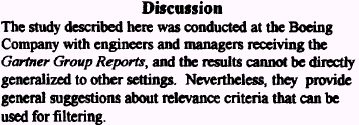 Discussion
The study described here was conducted at the Boeing
Company with engineers and managers receiving the
Gartner Group Reports, and the results cannot be directly
generalized to other settings. Nevertheless, they provide
general suggestions about relevance criteria that can be
used for filtering.